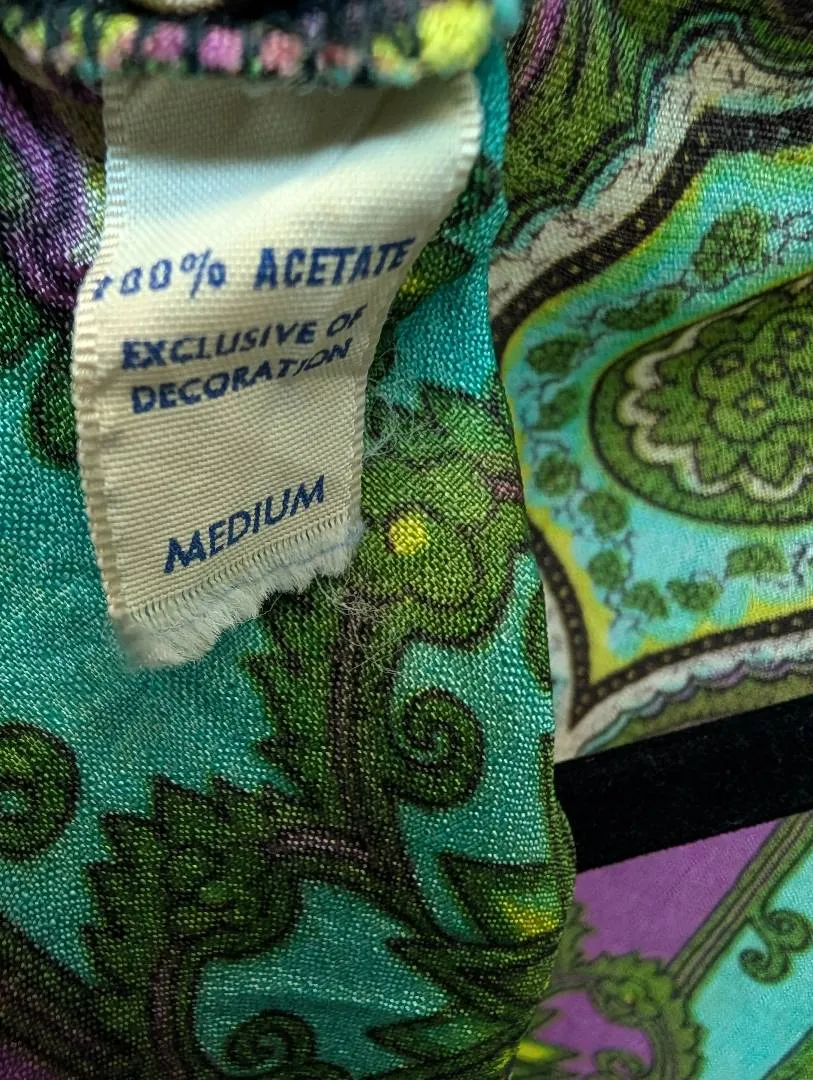 100% ACETATE
EXCLUSIVE OF
DECORATION
MEDIUM